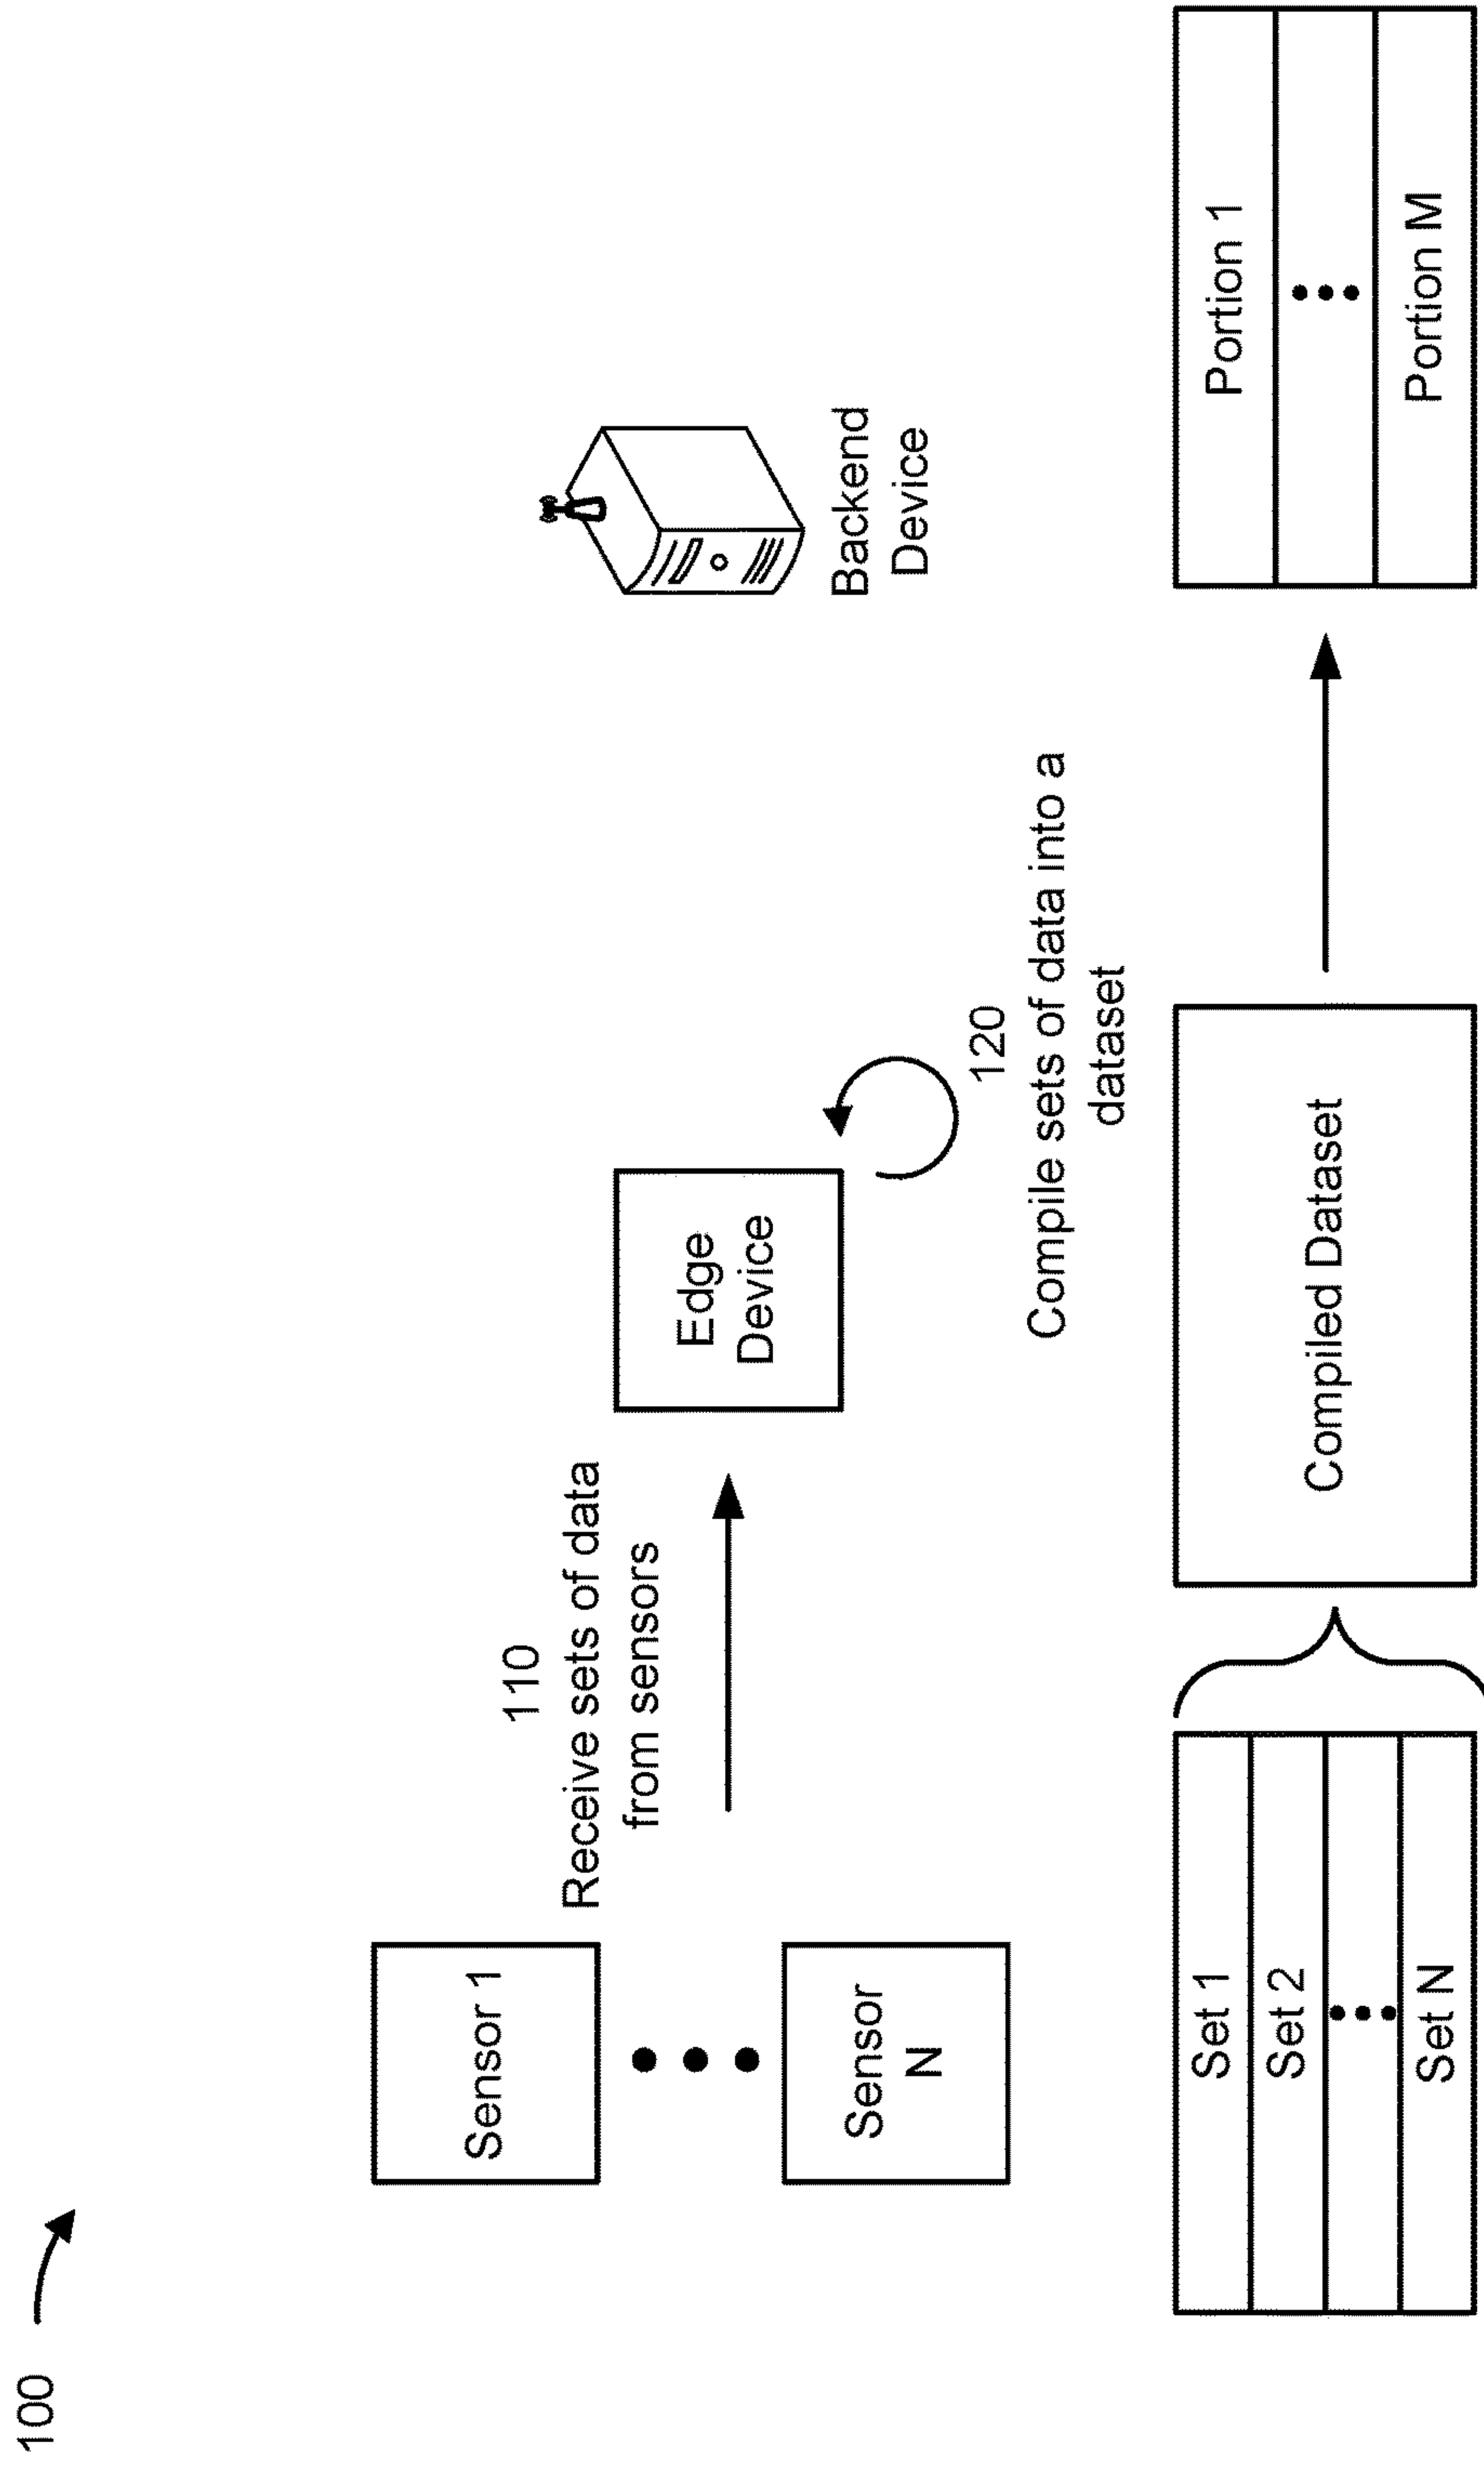 100
Sensor 1
Sensor
N
110
Receive sets of data
from sensors
Edge
Device
Backend
Device
120
Compile sets of data into a
dataset
Set 1
Set 2
Set N
Compiled Dataset
Portion 1
Portion M